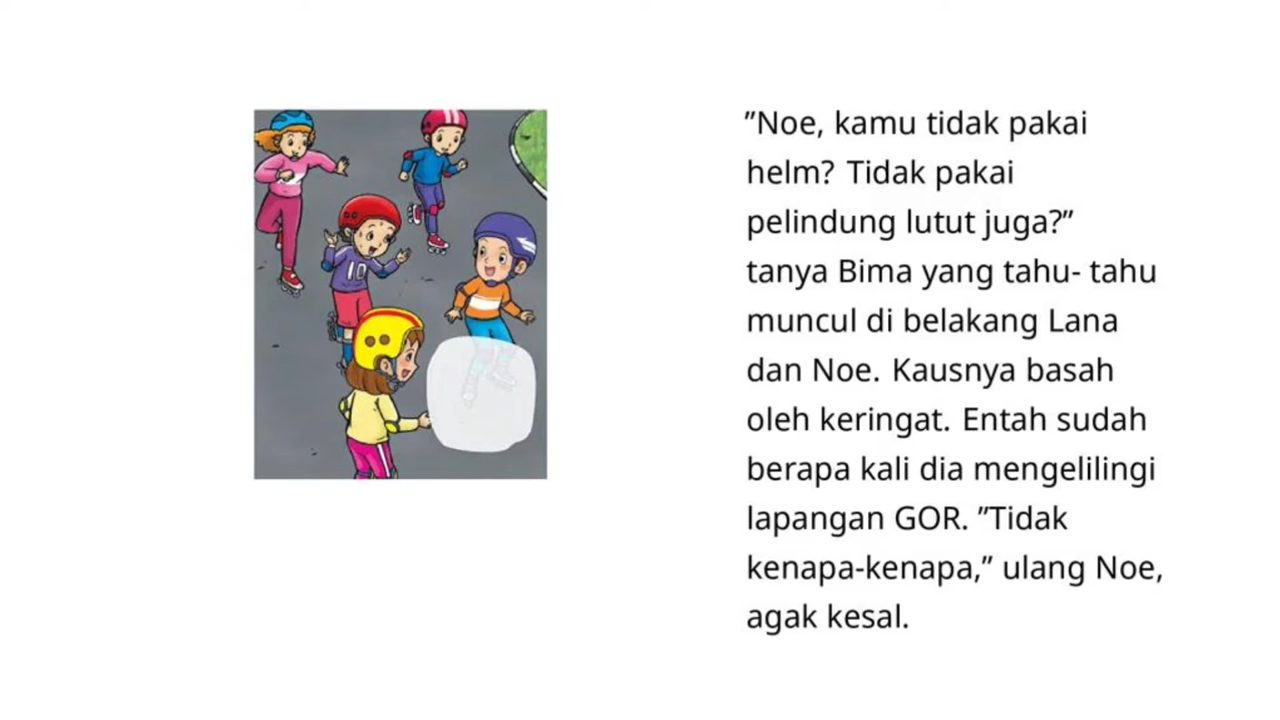 ”Noe, kamu tidak pakai
helm? Tidak pakai
pelindung lutut juga?”
tanya Bima yang tahu- tahu
muncul di belakang Lana
dan Noe. Kausnya basah
oleh keringat. Entah sudah
berapa kali dia mengelilingi
lapangan GOR. ”Tidak
kenapa-kenapa,” ulang Noe,
agak kesal.
10